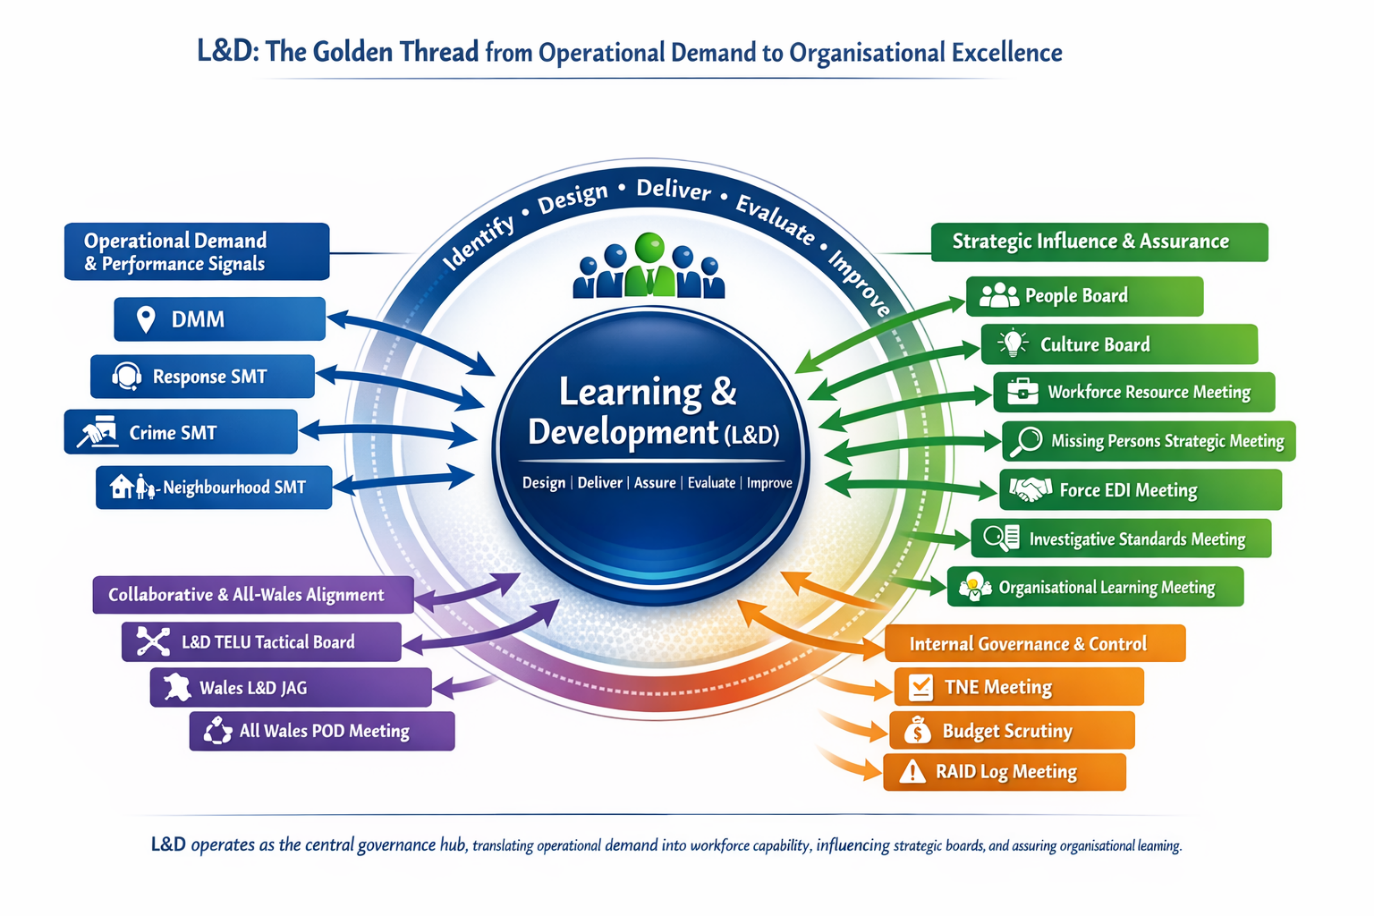 L&D: The Golden Thread from Operational Demand to Organisational Excellence
Identify • Design • Deliver • Evaluate • Improve
Operational Demand
& Performance Signals
DMM
Response SMT
Crime SMT
Neighbourhood SMT
Learning &
Development (L&D)
Design | Deliver | Assure | Evaluate | Improve
Strategic Influence & Assurance
People Board
Culture Board
Workforce Resource Meeting
Missing Persons Strategic Meeting
Force EDI Meeting
Investigative Standards Meeting
Organisational Learning Meeting
Collaborative & All-Wales Alignment
L&D TELU Tactical Board
Wales L&D JAG
All Wales POD Meeting
Internal Governance & Control
TNE Meeting
$
Budget Scrutiny
RAID Log Meeting
L&D operates as the central governance hub, translating operational demand into workforce capability, influencing strategic boards, and assuring organisational learning.